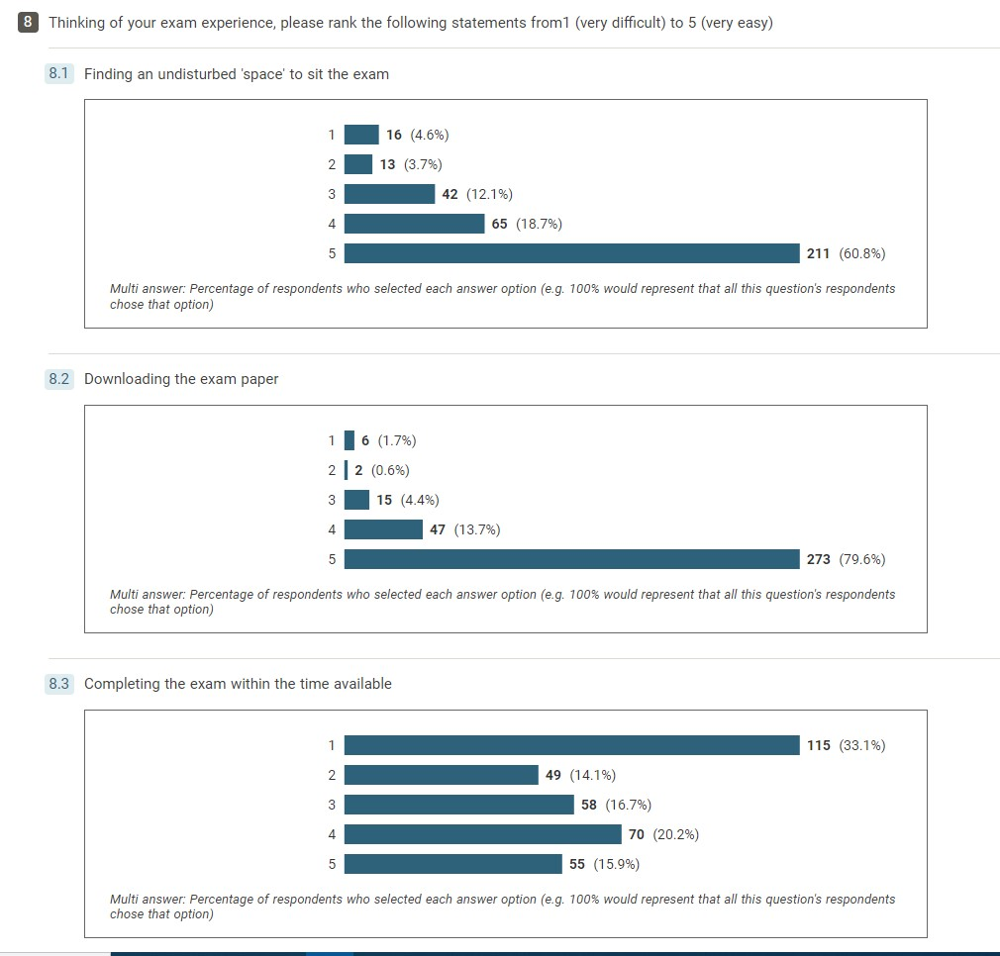 8 Thinking of your exam experience, please rank the following statements from1 (very difficult) to 5 (very easy)
8.1 Finding an undisturbed 'space' to sit the exam
1 16 (4.6%)
2 13 (3.7%)
3 42 (12.1%)
4 65 (18.7%)
5 211 (60.8%)
Multi answer: Percentage of respondents who selected each answer option (e.g. 100% would represent that all this question's respondents
chose that option)
8.2 Downloading the exam paper
1 6 (1.7%)
2 2 (0.6%)
3 15 (4.4%)
4 47 (13.7%)
5 273 (79.6%)
Multi answer: Percentage of respondents who selected each answer option (e.g. 100% would represent that all this question's respondents
chose that option)
8.3 Completing the exam within the time available
1 115 (33.1%)
2 49 (14.1%)
3 58 (16.7%)
4 70 (20.2%)
5 55 (15.9%)
Multi answer: Percentage of respondents who selected each answer option (e.g. 100% would represent that all this question's respondents
chose that option)